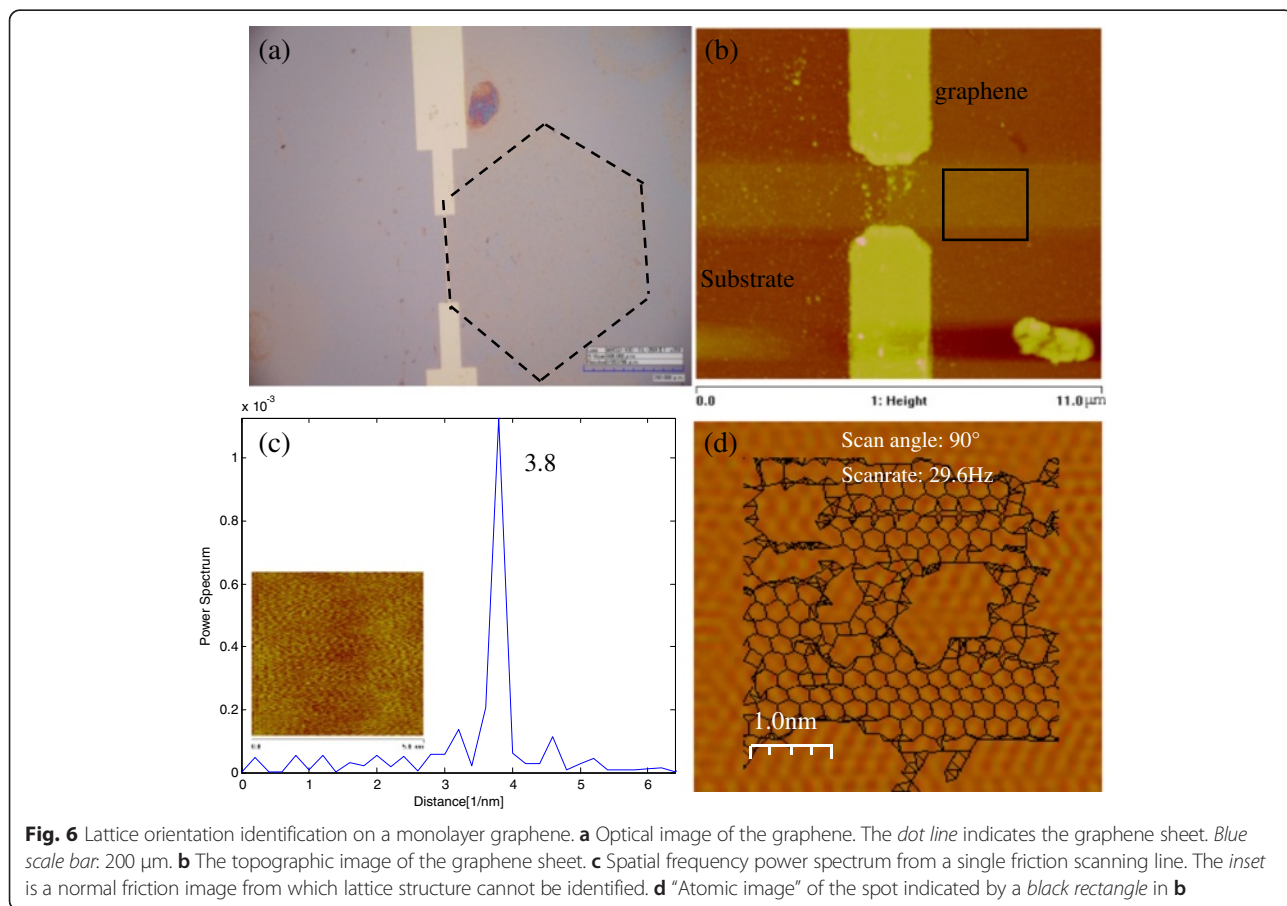 (a)
(b)
graphene
Substrate
0.0
1: Height
11.0 μm
x 10⁻³
(c)
3.8
1
0.8
0.6
0.4
0.2
0
Power Spectrum
0 1 2 3 4 5 6
Distance[1/nm]
0.0
(d)
Scan angle: 90°
Scanrate: 29.6Hz
1.0nm
Fig. 6 Lattice orientation identification on a monolayer graphene. a Optical image of the graphene. The dot line indicates the graphene sheet. Blue
scale bar: 200 μm. b The topographic image of the graphene sheet. c Spatial frequency power spectrum from a single friction scanning line. The inset
is a normal friction image from which lattice structure cannot be identified. d “Atomic image” of the spot indicated by a black rectangle in b